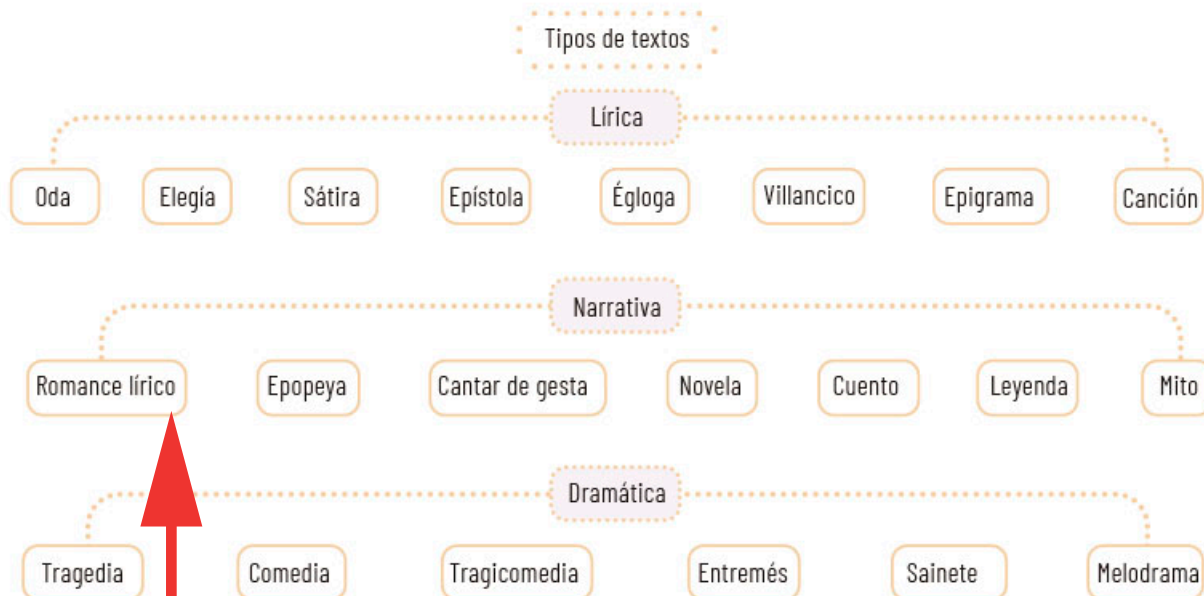 Tipos de textos
Lírica
Oda Elegía Sátira Epístola Égloga Villancico Epigrama Canción
Narrativa
Romance lírico Epopeya Cantar de gesta Novela Cuento Leyenda Mito
Dramática
Tragedia Comedia Tragicomedia Entremés Sainete Melodrama